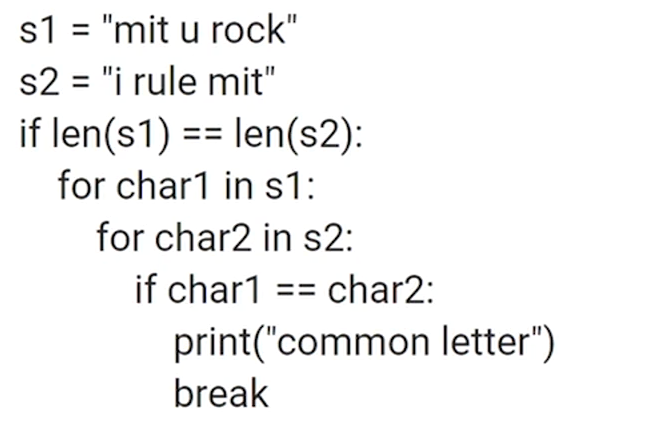 s1 = "mit u rock"
s2 = "i rule mit"
if len(s1) == len(s2):
for char1 in s1:
for char2 in s2:
if char1 == char2:
print("common letter")
break